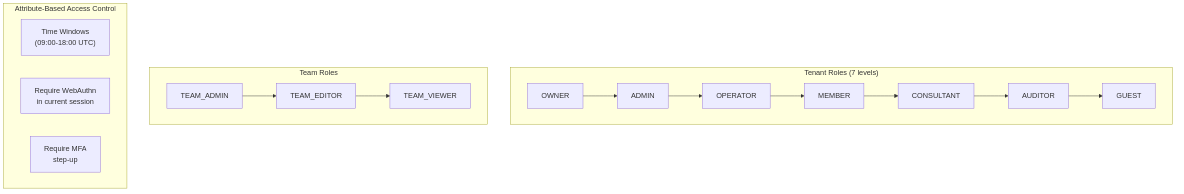 Attribute-Based Access Control
Time Windows
(09:00-18:00 UTC)
Require WebAuthn
in current session
Require MFA
step-up
Team Roles
TEAM_ADMIN
TEAM_EDITOR
TEAM_VIEWER
Tenant Roles (7 levels)
OWNER
ADMIN
OPERATOR
MEMBER
CONSULTANT
AUDITOR
GUEST